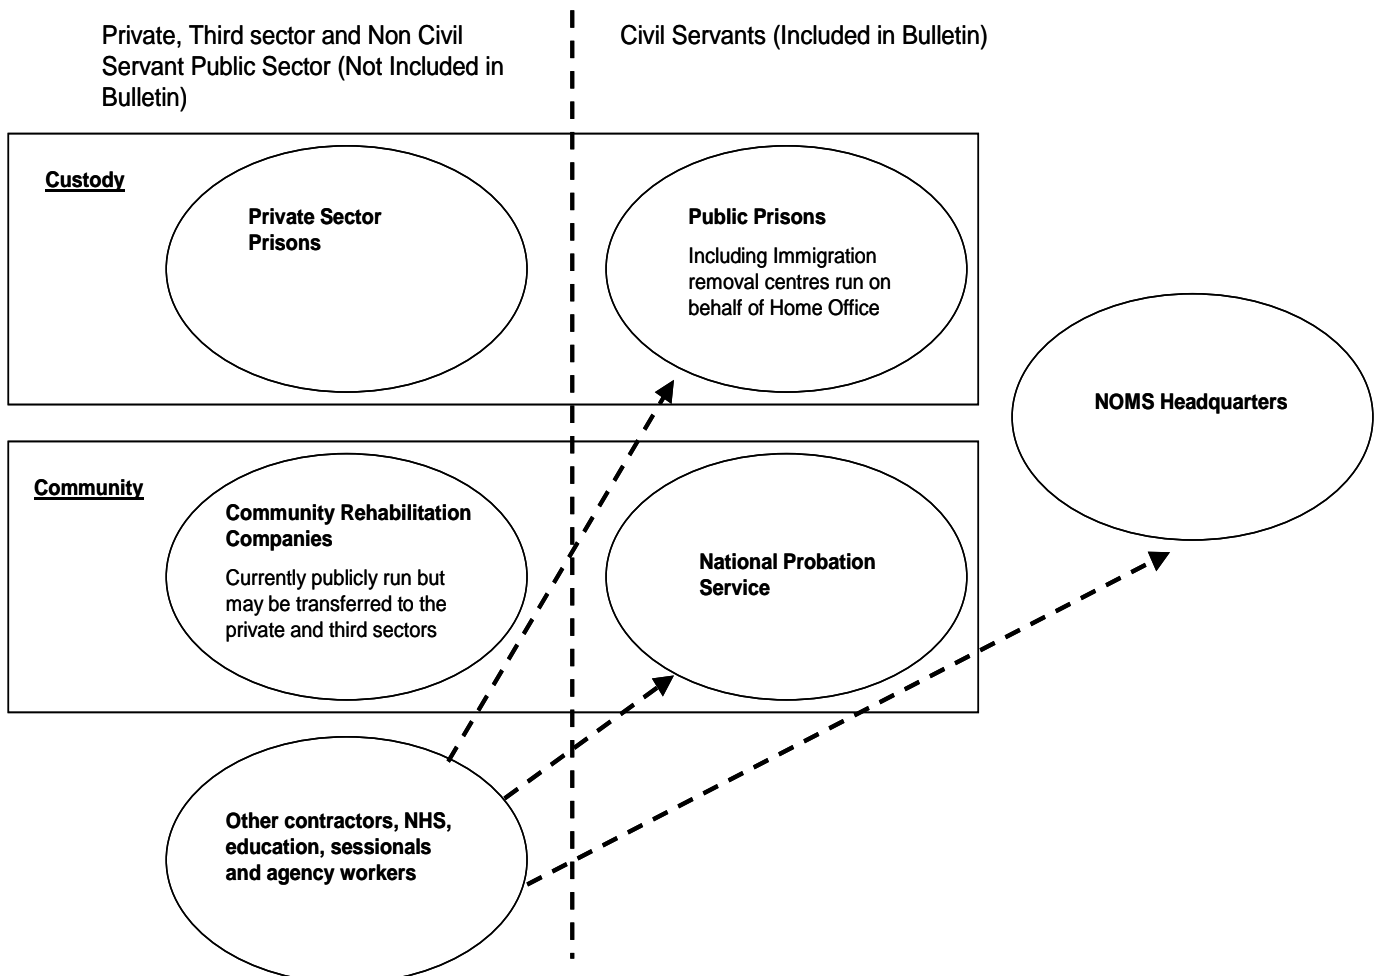 Private, Third sector and Non Civil
Servant Public Sector (Not Included in
Bulletin)
Civil Servants (Included in Bulletin)
Custody
Private Sector
Prisons
Public Prisons
Including Immigration
removal centres run on
behalf of Home Office
NOMS Headquarters
Community
Community Rehabilitation
Companies
Currently publicly run but
may be transferred to the
private and third sectors
National Probation
Service
Other contractors, NHS,
education, sessionals
and agency workers